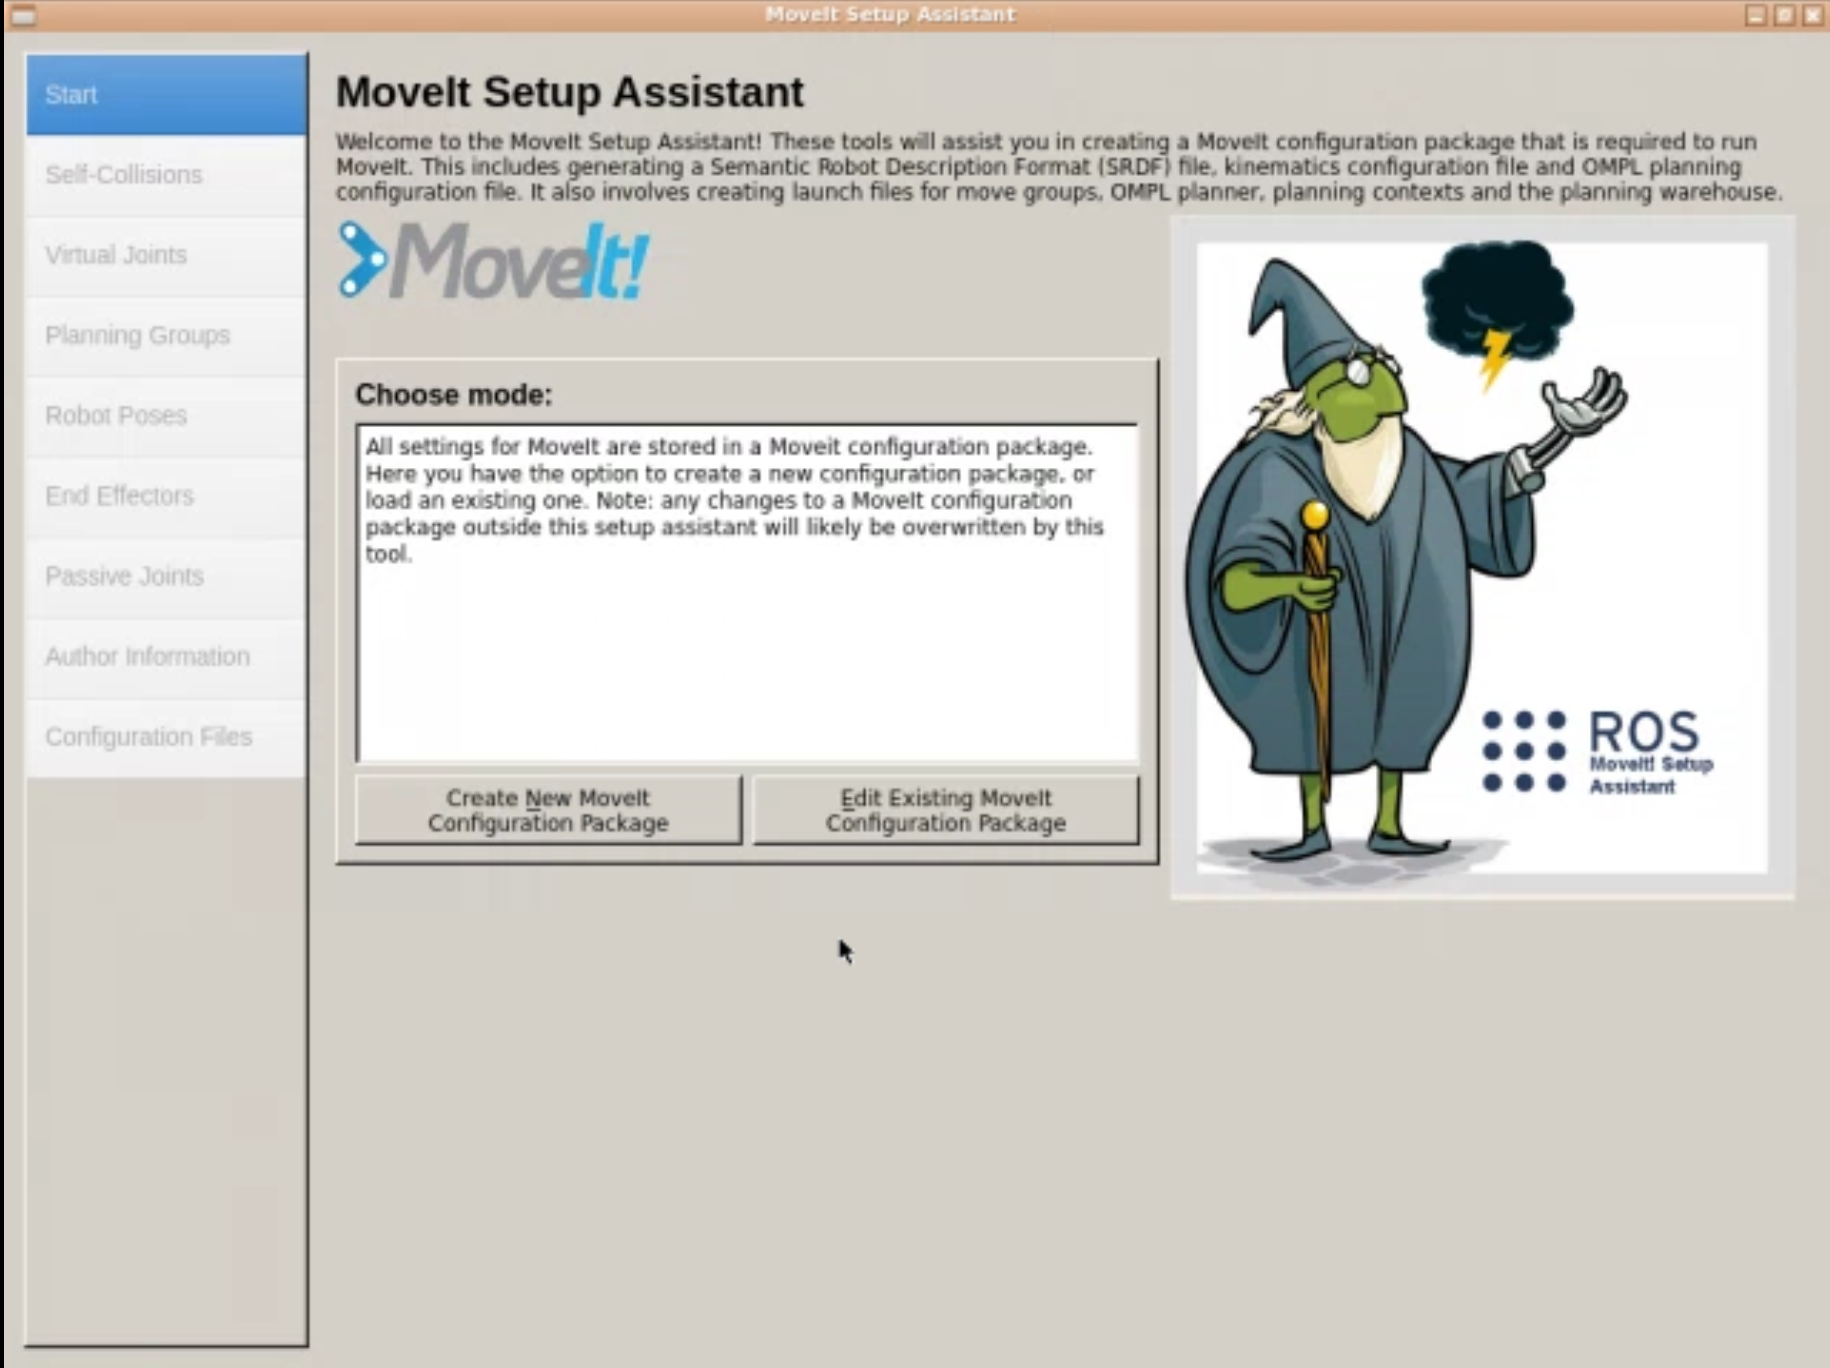 MoveIt Setup Assistant
Start
Self-Collisions
Virtual Joints
Planning Groups
Robot Poses
End Effectors
Passive Joints
Author Information
Configuration Files
MoveIt Setup Assistant
Welcome to the MoveIt Setup Assistant! These tools will assist you in creating a MoveIt configuration package that is required to run
MoveIt. This includes generating a Semantic Robot Description Format (SRDF) file, kinematics configuration file and OMPL planning
configuration file. It also involves creating launch files for move groups, OMPL planner, planning contexts and the planning warehouse.
MoveIt!
Choose mode:
All settings for MoveIt are stored in a Moveit configuration package.
Here you have the option to create a new configuration package, or
load an existing one. Note: any changes to a MoveIt configuration
package outside this setup assistant will likely be overwritten by this
tool.
Create New MoveIt
Configuration Package
Edit Existing MoveIt
Configuration Package
ROS
MoveIt! Setup
Assistant